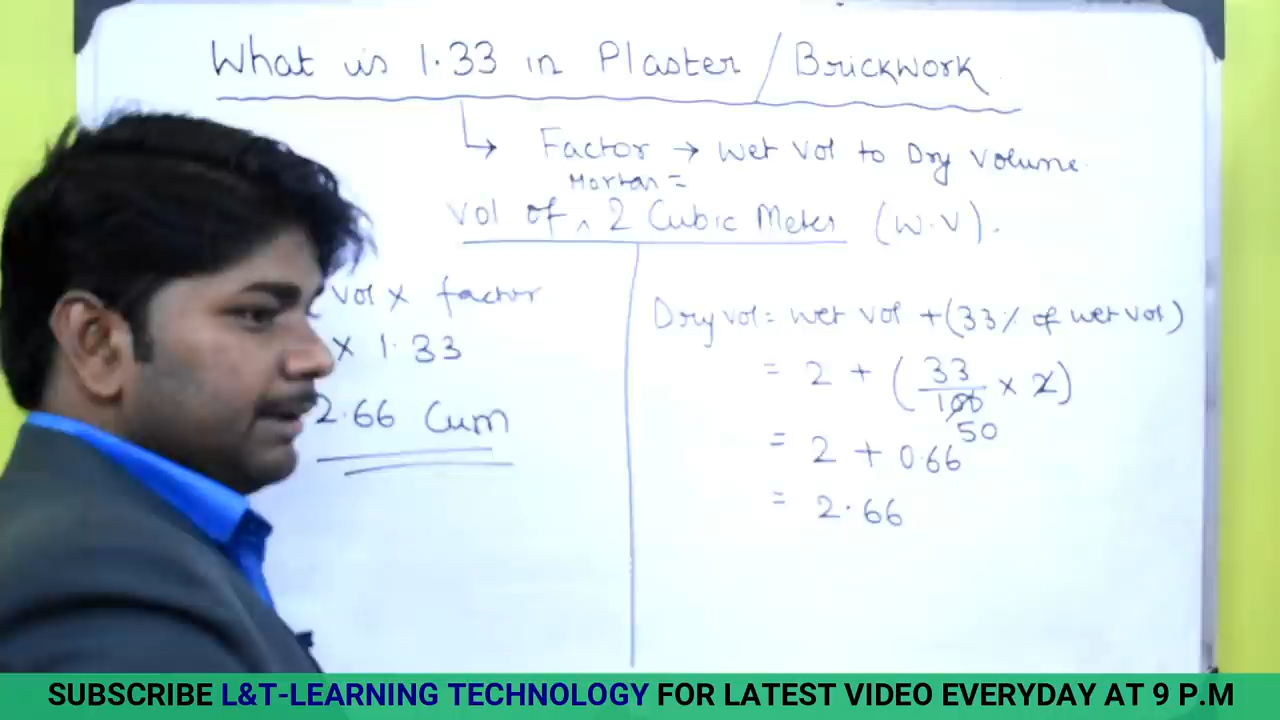 What is 1.33 in Plaster / Brickwork
↳ Factor → wet vol to Dry volume.
Mortar =
Vol of ^ 2 Cubic Meter (W.V).
vol x factor
x 1.33
2.66 Cum
Dry vol = wet vol + (33% of wet vol)
= 2 + (33/100 x 2)
50
= 2 + 0.66
= 2.66
SUBSCRIBE L&T-LEARNING TECHNOLOGY FOR LATEST VIDEO EVERYDAY AT 9 P.M